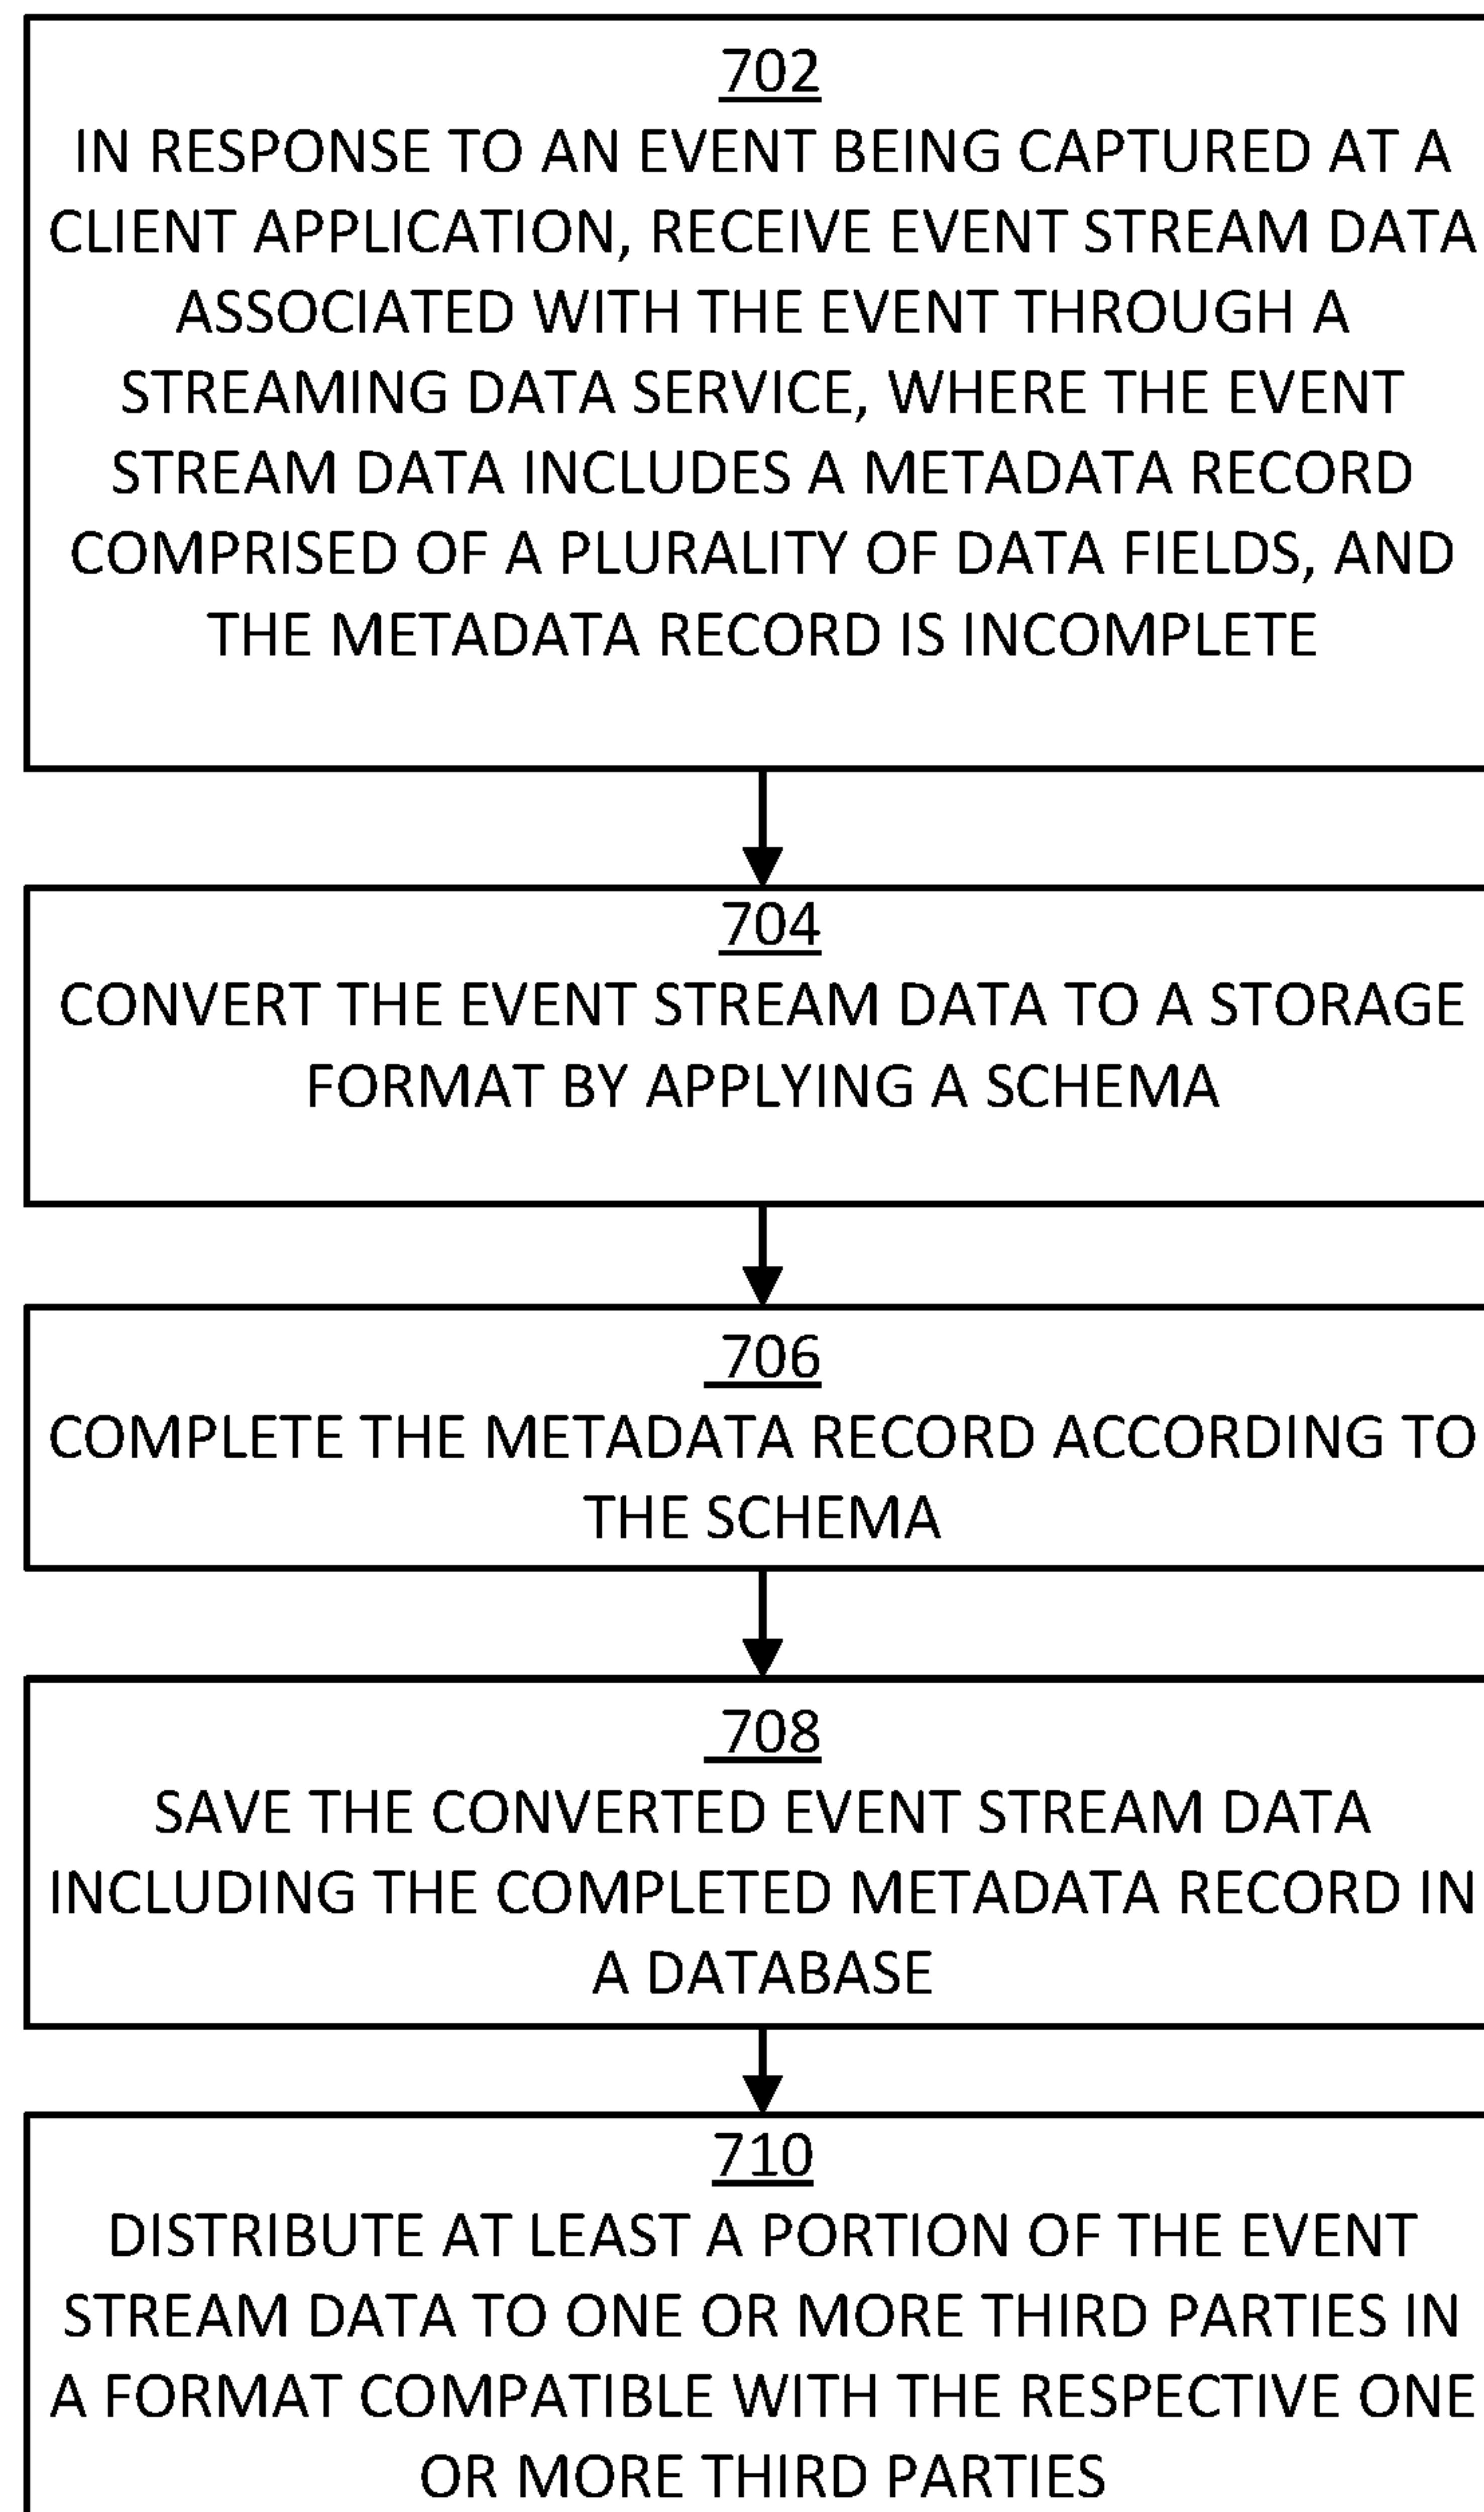 702
IN RESPONSE TO AN EVENT BEING CAPTURED AT A
CLIENT APPLICATION, RECEIVE EVENT STREAM DATA
ASSOCIATED WITH THE EVENT THROUGH A
STREAMING DATA SERVICE, WHERE THE EVENT
STREAM DATA INCLUDES A METADATA RECORD
COMPRISED OF A PLURALITY OF DATA FIELDS, AND
THE METADATA RECORD IS INCOMPLETE
704
CONVERT THE EVENT STREAM DATA TO A STORAGE
FORMAT BY APPLYING A SCHEMA
706
COMPLETE THE METADATA RECORD ACCORDING TO
THE SCHEMA
708
SAVE THE CONVERTED EVENT STREAM DATA
INCLUDING THE COMPLETED METADATA RECORD IN
A DATABASE
710
DISTRIBUTE AT LEAST A PORTION OF THE EVENT
STREAM DATA TO ONE OR MORE THIRD PARTIES IN
A FORMAT COMPATIBLE WITH THE RESPECTIVE ONE
OR MORE THIRD PARTIES